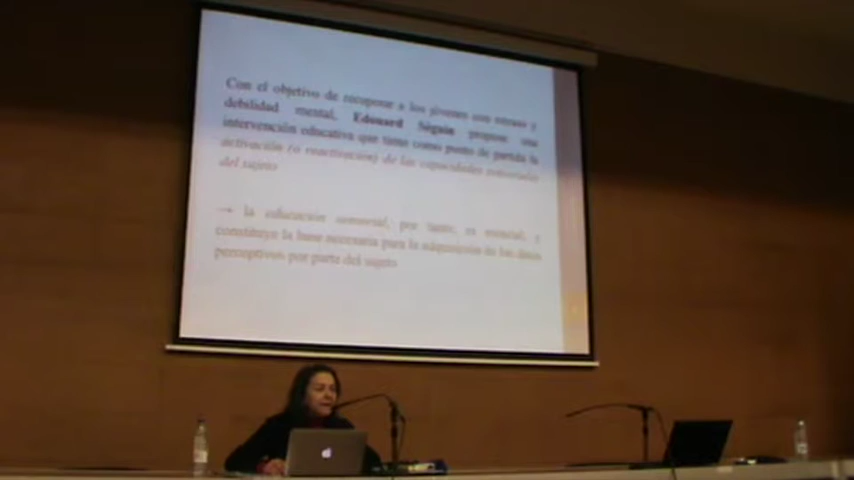 Con el objetivo de recuperar a los jóvenes con retraso y
debilidad mental, Edouard Séguin propone una
intervención educativa que tiene como punto de partida la
activación (o reactivación) de las capacidades sensoriales
del sujeto
→ la educación sensorial, por tanto, es esencial, y
constituye la base necesaria para la adquisición de los datos
perceptivos por parte del sujeto